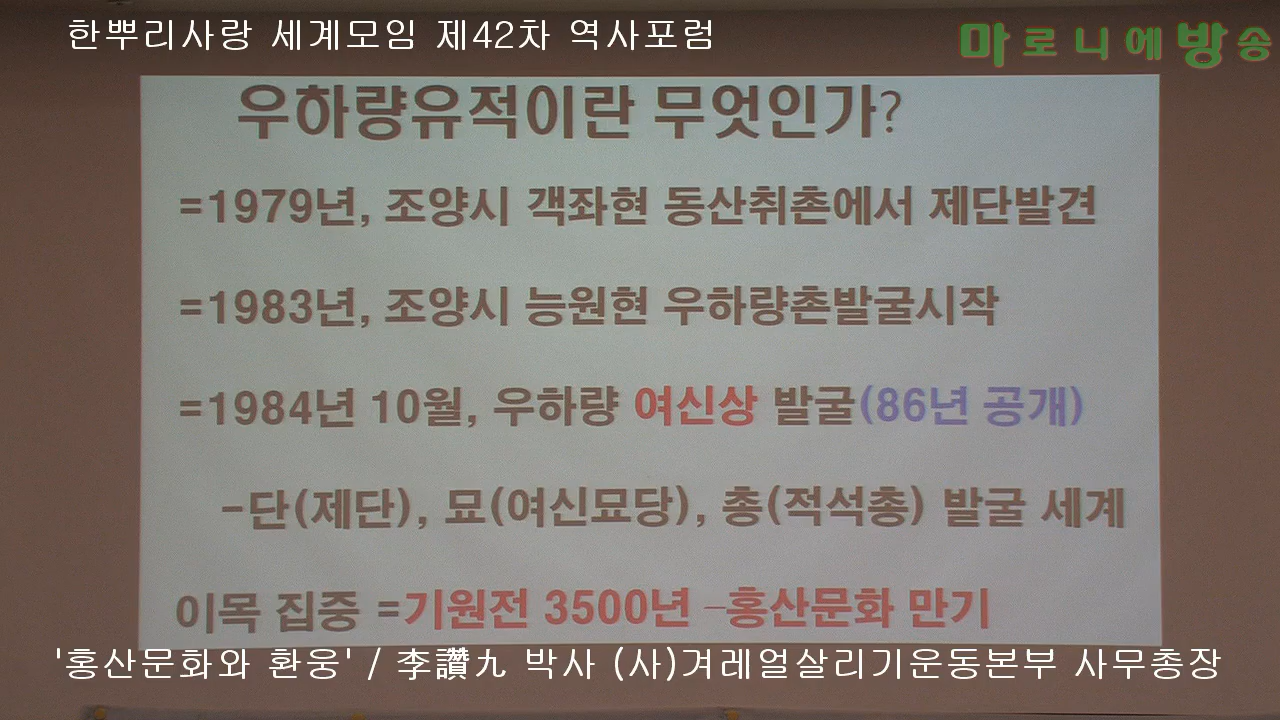 한뿌리사랑 세계모임 제42차 역사포럼
마로니에방송
우하량유적이란 무엇인가?
=1979년, 조양시 객좌현 동산취촌에서 제단발견
=1983년, 조양시 능원현 우하량촌발굴시작
=1984년 10월, 우하량 여신상 발굴(86년 공개)
-단(제단), 묘(여신묘당), 총(적석총) 발굴 세계
이목 집중 =기원전 3500년 –홍산문화 만기
'홍산문화와 환웅' / 李讚九 박사 (사)겨레얼살리기운동본부 사무총장